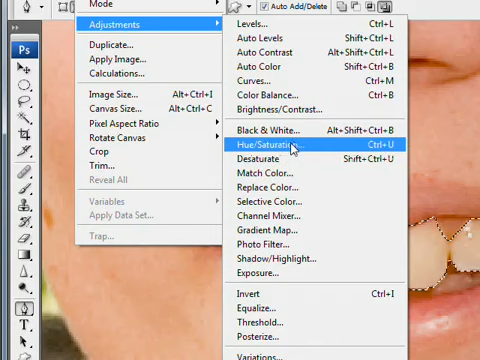 Mode
Auto Add/Delete
Adjustments
Duplicate...
Apply Image...
Calculations...
Image Size... Alt+Ctrl+I
Canvas Size... Alt+Ctrl+C
Pixel Aspect Ratio
Rotate Canvas
Crop
Trim...
Reveal All
Variables
Apply Data Set...
Trap...
Levels... Ctrl+L
Auto Levels Shift+Ctrl+L
Auto Contrast Alt+Shift+Ctrl+L
Auto Color Shift+Ctrl+B
Curves... Ctrl+M
Color Balance... Ctrl+B
Brightness/Contrast...
Black & White... Alt+Shift+Ctrl+B
Hue/Saturation... Ctrl+U
Desaturate Shift+Ctrl+U
Match Color...
Replace Color...
Selective Color...
Channel Mixer...
Gradient Map...
Photo Filter...
Shadow/Highlight...
Exposure...
Invert Ctrl+I
Equalize...
Threshold...
Posterize...
Variations...
Ps
T